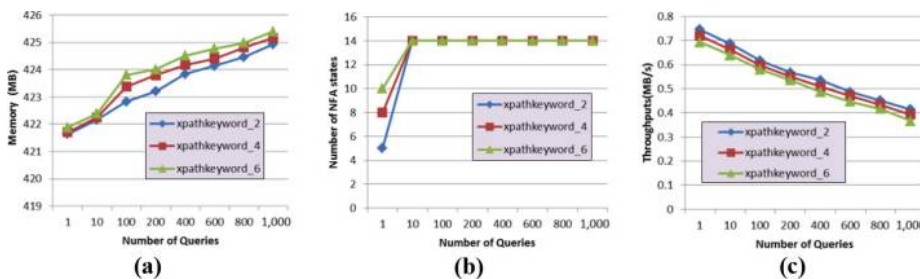 426
425
424
423
422
421
420
419
Memory (MB)
xpathkeyword_2
xpathkeyword_4
xpathkeyword_6
1 10 100 200 400 600 800 1,000
Number of Queries
(a)
16
14
12
10
8
6
4
2
0
Number of NFA states
xpathkeyword_2
xpathkeyword_4
xpathkeyword_6
1 10 100 200 400 600 800 1,000
Number of Queries
(b)
0.8
0.7
0.6
0.5
0.4
0.3
0.2
0.1
0
Throughputs(MB/s)
xpathkeyword_2
xpathkeyword_4
xpathkeyword_6
1 10 100 200 400 600 800 1,000
Number of Queries
(c)